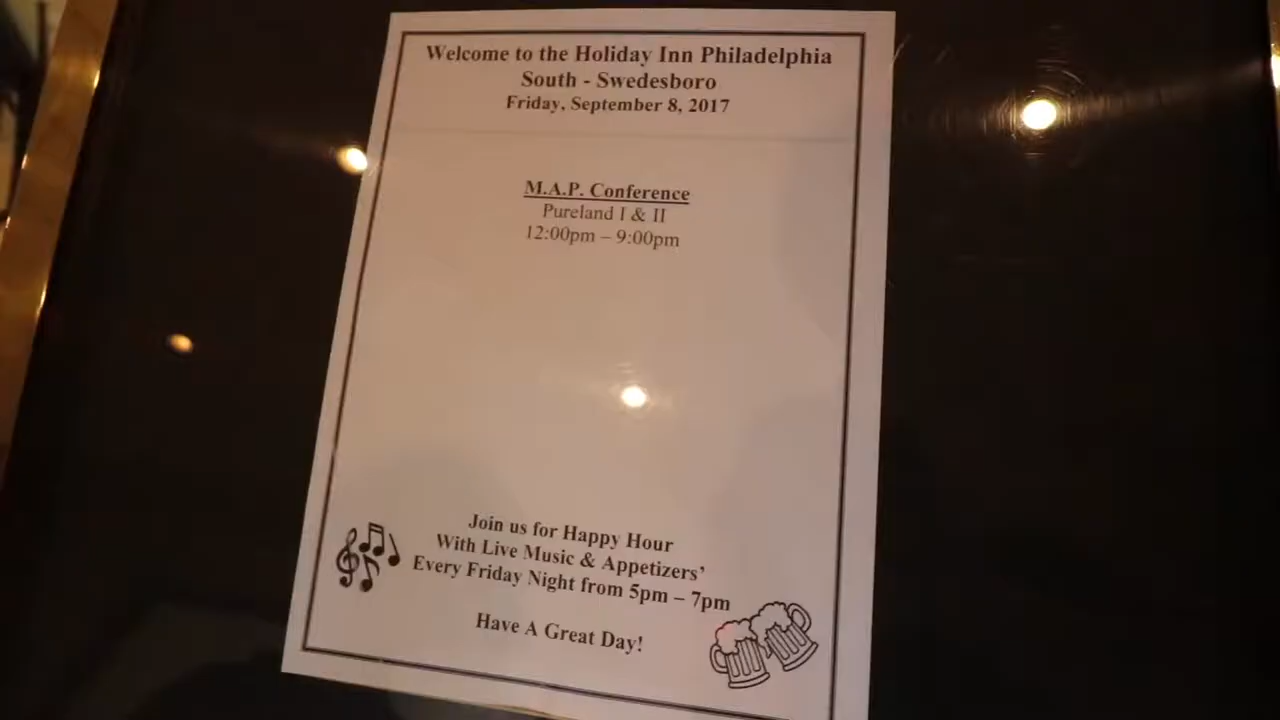 Welcome to the Holiday Inn Philadelphia
South - Swedesboro
Friday, September 8, 2017
M.A.P. Conference
Pureland I & II
12:00pm – 9:00pm
Join us for Happy Hour
With Live Music & Appetizers’
Every Friday Night from 5pm – 7pm
Have A Great Day!